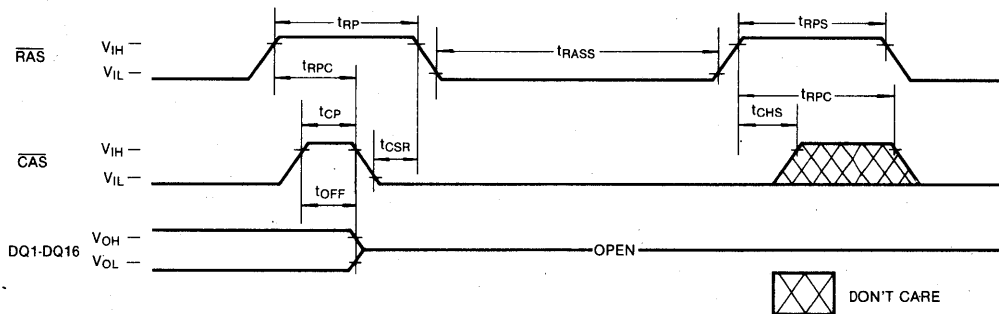 tRP
tRPS
RAS
VIH
VIL
tRASS
tRPC
tRPC
tCP
tCHS
tCSR
CAS
VIH
VIL
tOFF
DQ1-DQ16
VOH
VOL
OPEN
DON'T CARE